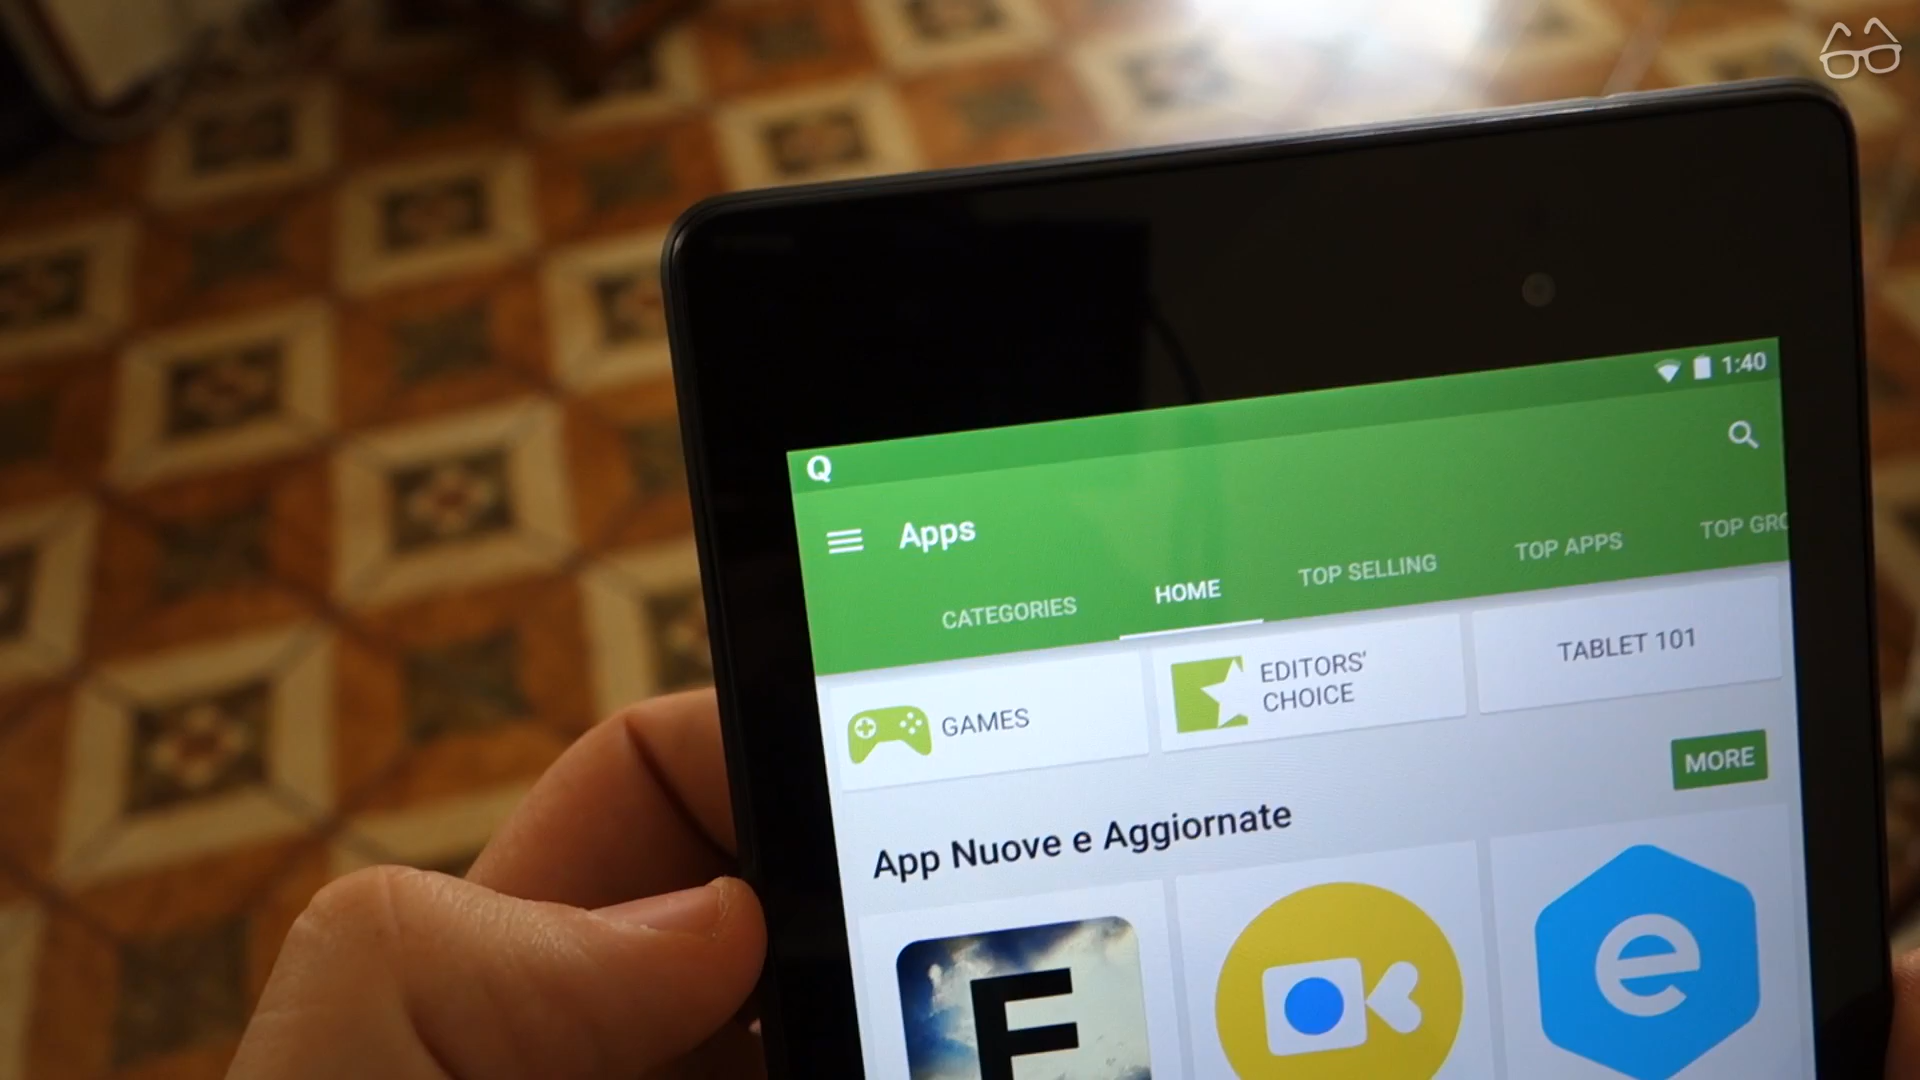 1:40
Q
Apps
CATEGORIES HOME TOP SELLING TOP APPS TOP GRO
GAMES
EDITORS'
CHOICE
TABLET 101
MORE
App Nuove e Aggiornate
F
e